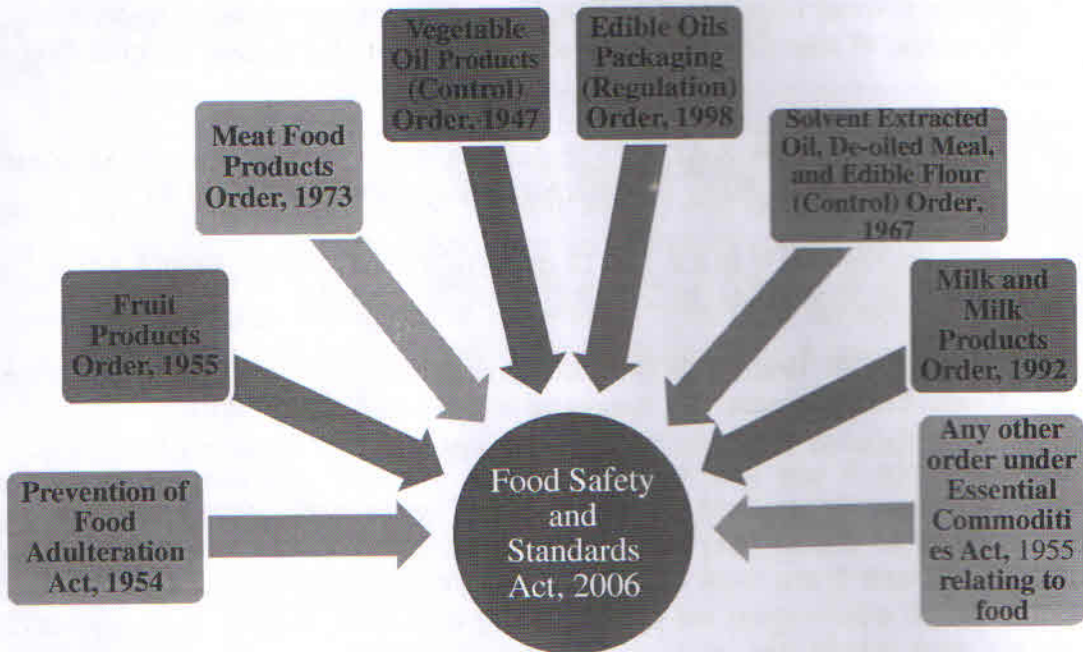 Vegetable
Oil Products
(Control)
Order, 1947
Edible Oils
Packaging
(Regulation)
Order, 1998
Meat Food
Products
Order, 1973
Solvent Extracted
Oil, De-oiled Meal,
and Edible Flour
(Control) Order,
1967
Fruit
Products
Order, 1955
Milk and
Milk
Products
Order, 1992
Prevention of
Food
Adulteration
Act, 1954
Food Safety
and
Standards
Act, 2006
Any other
order under
Essential
Commoditi
es Act, 1955
relating to
food